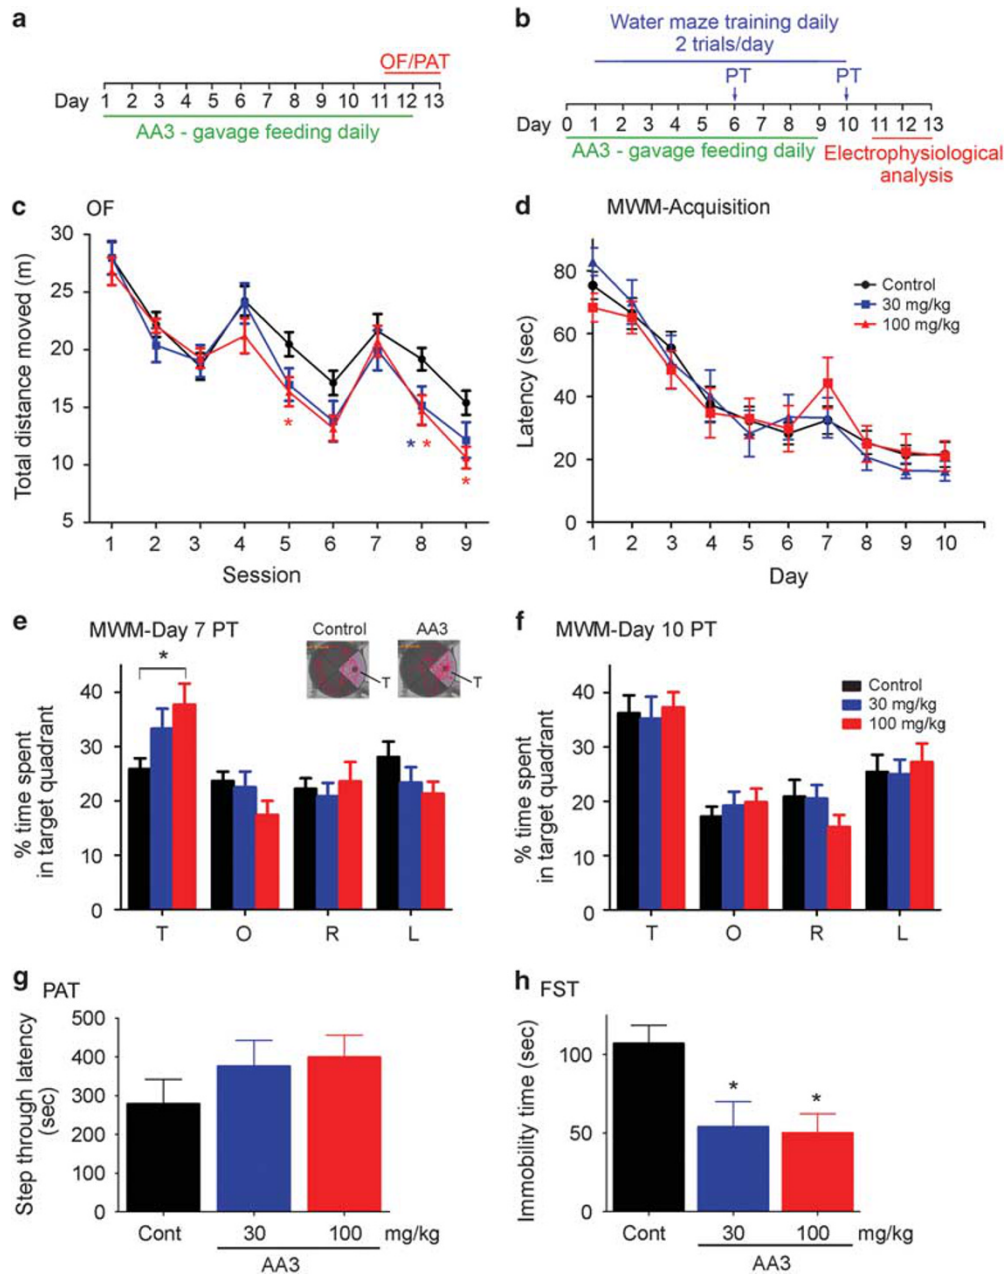 a
OF/PAT
Day 1 2 3 4 5 6 7 8 9 10 11 12 13
AA3 - gavage feeding daily
b
Water maze training daily
2 trials/day
PT PT
Day 0 1 2 3 4 5 6 7 8 9 10 11 12 13
AA3 - gavage feeding daily
Electrophysiological
analysis
c
OF
Total distance moved (m)
30
25
20
15
10
5
* * * *
1 2 3 4 5 6 7 8 9
Session
d
MWM-Acquisition
Latency (sec)
80
60
40
20
0
Control
30 mg/kg
100 mg/kg
1 2 3 4 5 6 7 8 9 10
Day
e
MWM-Day 7 PT
Control AA3
T T
*
% time spent
in target quadrant
40
30
20
10
0
T O R L
f
MWM-Day 10 PT
% time spent
in target quadrant
40
30
20
10
0
Control
30 mg/kg
100 mg/kg
T O R L
g
PAT
Step through latency
(sec)
500
400
300
200
100
0
Cont 30 100 mg/kg
AA3
h
FST
Immobility time (sec)
100
50
0
* *
Cont 30 100 mg/kg
AA3